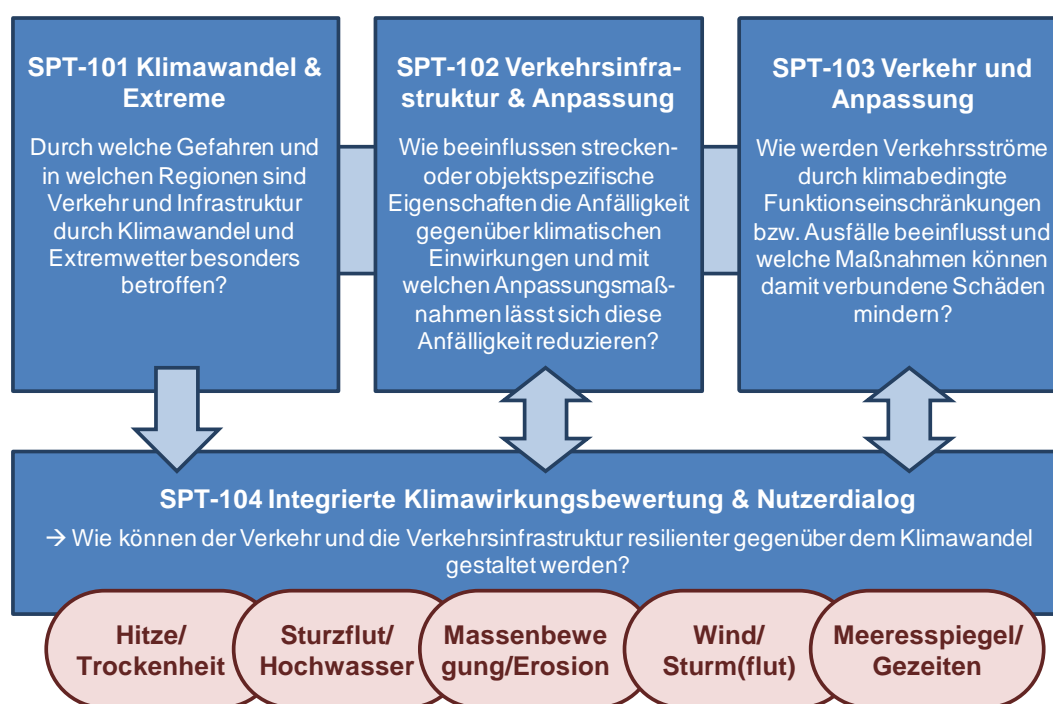 SPT-101 Klimawandel &
Extreme
Durch welche Gefahren und
in welchen Regionen sind
Verkehr und Infrastruktur
durch Klimawandel und
Extremwetter besonders
betroffen?
SPT-102 Verkehrsinfra-
struktur & Anpassung
Wie beeinflussen strecken-
oder objektspezifische
Eigenschaften die Anfälligkeit
gegenüber klimatischen
Einwirkungen und mit
welchen Anpassungsmaß-
nahmen lässt sich diese
Anfälligkeit reduzieren?
SPT-103 Verkehr und
Anpassung
Wie werden Verkehrsströme
durch klimabedingte
Funktionseinschränkungen
bzw. Ausfälle beeinflusst und
welche Maßnahmen können
damit verbundene Schäden
mindern?
SPT-104 Integrierte Klimawirkungsbewertung & Nutzerdialog
→ Wie können der Verkehr und die Verkehrsinfrastruktur resilienter gegenüber dem Klimawandel
gestaltet werden?
Hitze/
Trockenheit
Sturzflut/
Hochwasser
Massenbewe
gung/Erosion
Wind/
Sturm(flut)
Meeresspiegel/
Gezeiten